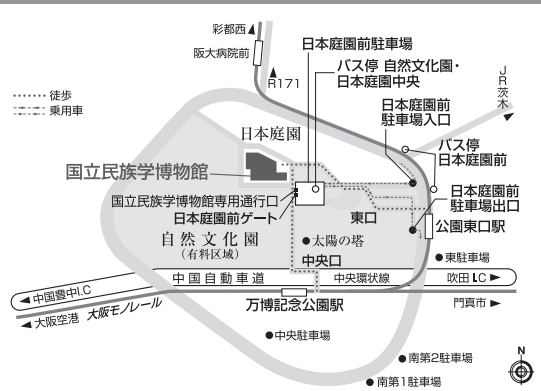 彩都西▲
阪大病院前
日本庭園前駐車場
バス停 自然文化園・
日本庭園中央
R171
JR茨木
徒歩
乗用車
日本庭園
日本庭園前
駐車場入口
バス停
日本庭園前
国立民族学博物館
国立民族学博物館専用通行口
日本庭園前ゲート
日本庭園前
駐車場出口
東口
公園東口駅
自然文化園
(有料区域)
●太陽の塔
中央口
●東駐車場
中国自動車道
中央環状線
吹田I.C▶
◀中国豊中I.C
◀大阪空港
大阪モノレール
万博記念公園駅
門真市▶
●中央駐車場
●南第2駐車場
●南第1駐車場
N